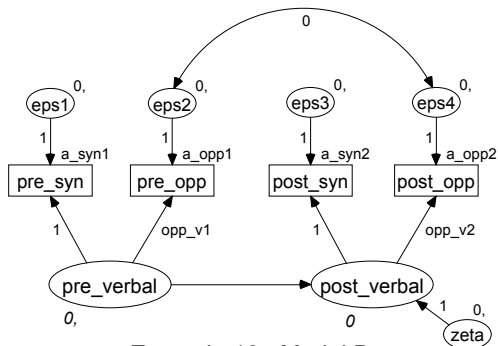 0
0, 0, 0, 0,
eps1 eps2 eps3 eps4
1 1 1 1
a_syn1 a_opp1 a_syn2 a_opp2
pre_syn pre_opp post_syn post_opp
1 opp_v1 1 opp_v2
pre_verbal post_verbal
0, 0
1 0,
zeta